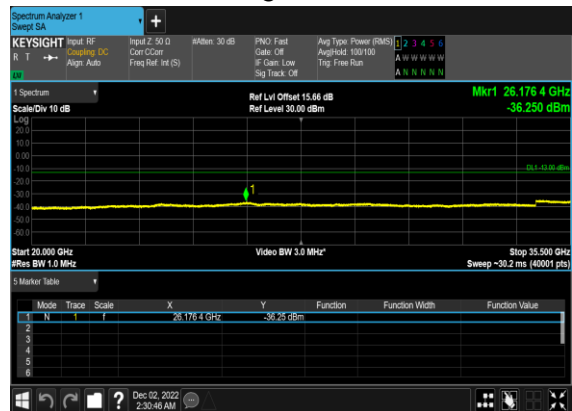 Spectrum Analyzer 1
Swept SA
+
KEYSIGHT Input: RF Input Z: 50 Ω #Atten: 30 dB PNO: Fast Avg Type: Power (RMS) 1 2 3 4 5 6
R T Coupling: DC Corr CCorr Gate: Off Avg|Hold: 100/100 A W W W W W
Align: Auto Freq Ref: Int (S) IF Gain: Low Trig: Free Run
Sig Track: Off A N N N N N
1 Spectrum Ref Lvl Offset 15.66 dB Mkr1 26.176 4 GHz
Scale/Div 10 dB Ref Level 30.00 dBm -36.250 dBm
Log
20.0
10.0
0.00
-10.0 DL1 -13.00 dBm
-20.0
-30.0 1
-40.0
-50.0
-60.0
Start 20.000 GHz Video BW 3.0 MHz* Stop 35.500 GHz
#Res BW 1.0 MHz Sweep ~30.2 ms (40001 pts)
5 Marker Table
Mode Trace Scale X Y Function Function Width Function Value
1 N 1 f 26.176 4 GHz -36.25 dBm
2
3
4
5
6
? Dec 02, 2022
2:30:46 AM